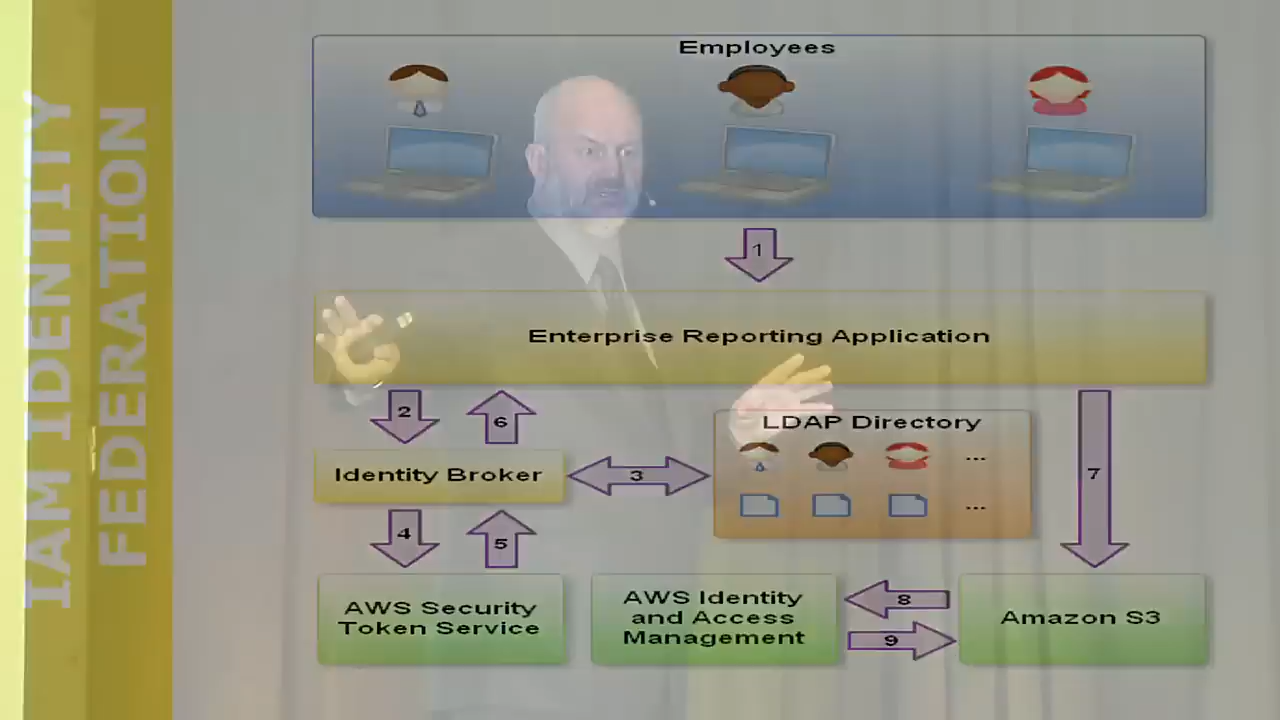 IAM IDENTITY
FEDERATION
Employees
1
Enterprise Reporting Application
2
6
LDAP Directory
...
Identity Broker
3
7
...
4
5
AWS Security
Token Service
AWS Identity
and Access
Management
8
9
Amazon S3